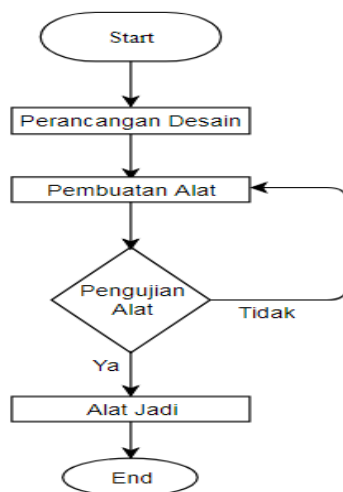 Start
Perancangan Desain
Pembuatan Alat
Pengujian
Alat
Tidak
Ya
Alat Jadi
End